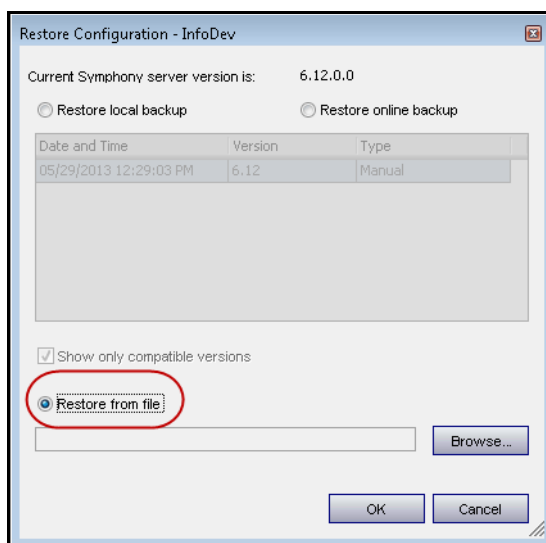 Restore Configuration - InfoDev
Current Symphony server version is: 6.12.0.0
Restore local backup Restore online backup
Date and Time Version Type
05/29/2013 12:29:03 PM 6.12 Manual
Show only compatible versions
Restore from file
Browse...
OK Cancel